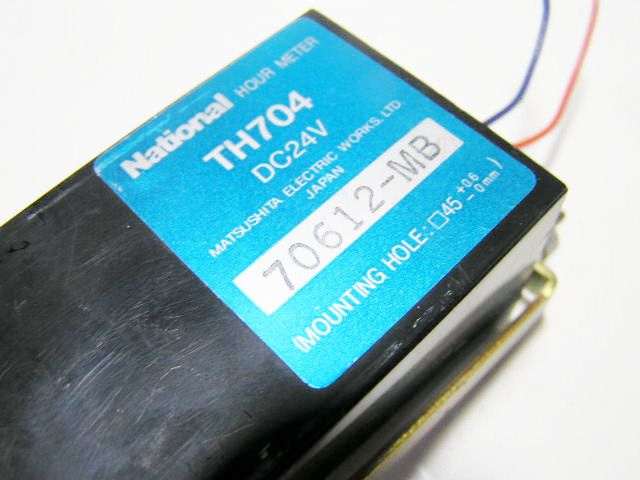 National HOUR METER
TH704
DC24V
MATSUSHITA ELECTRIC WORKS. LTD.
JAPAN
70612-MB
(MOUNTING HOLE: □45 +0.6 -0 mm)